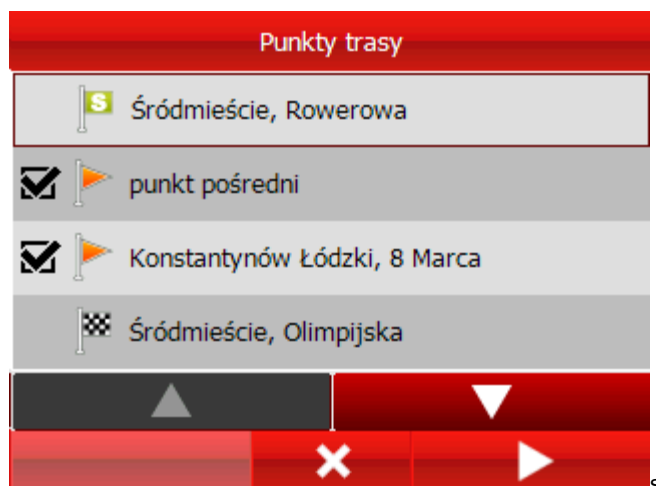 Punkty trasy
S
Śródmieście, Rowerowa
punkt pośredni
Konstantynów Łódzki, 8 Marca
Śródmieście, Olimpijska
s